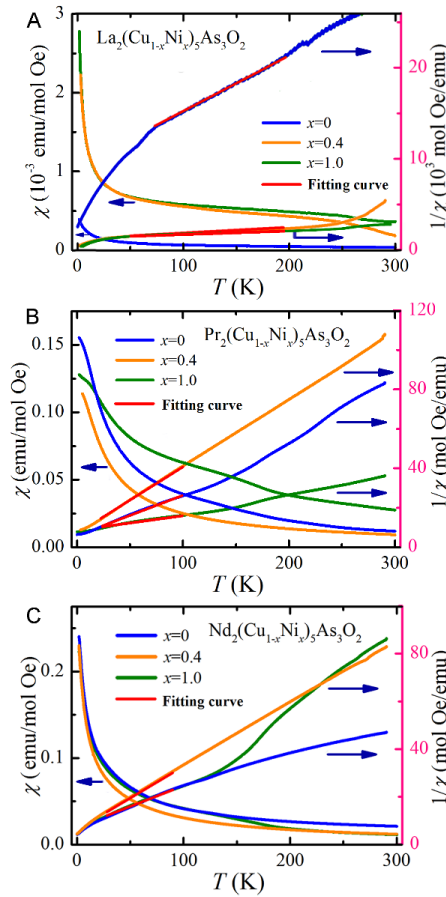 A
La2(Cu1-xNix)5As3O2
χ (10-3 emu/mol Oe)
1/χ (103 mol Oe/emu)
3
2
1
0
25
20
15
10
5
0
x=0
x=0.4
x=1.0
Fitting curve
0 100 200 300
T (K)
B
Pr2(Cu1-xNix)5As3O2
χ (emu/mol Oe)
1/χ (mol Oe/emu)
0.15
0.10
0.05
0.00
120
80
40
0
x=0
x=0.4
x=1.0
Fitting curve
0 100 200 300
T (K)
C
Nd2(Cu1-xNix)5As3O2
χ (emu/mol Oe)
1/χ (mol Oe/emu)
0.2
0.1
0.0
80
40
0
x=0
x=0.4
x=1.0
Fitting curve
0 100 200 300
T (K)